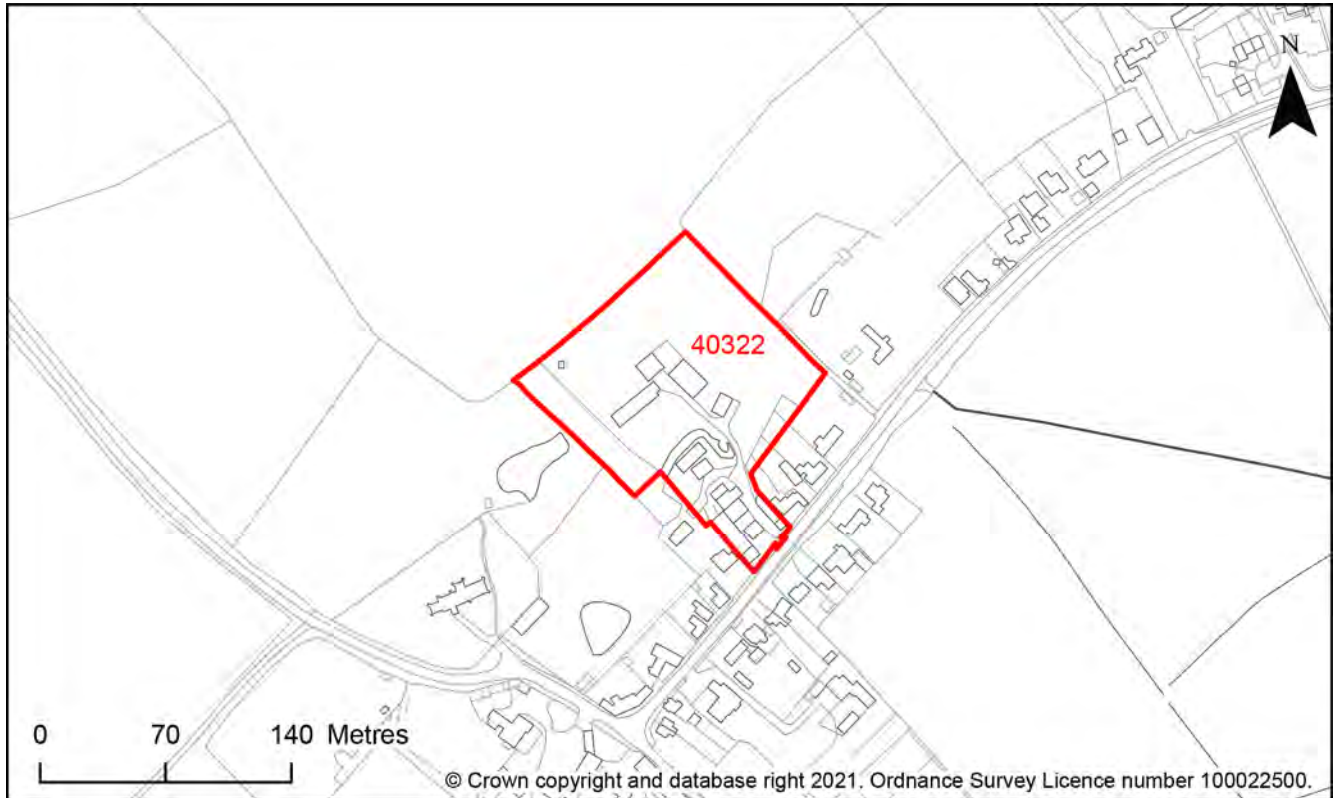 N
40322
0 70 140 Metres
© Crown copyright and database right 2021. Ordnance Survey Licence number 100022500.